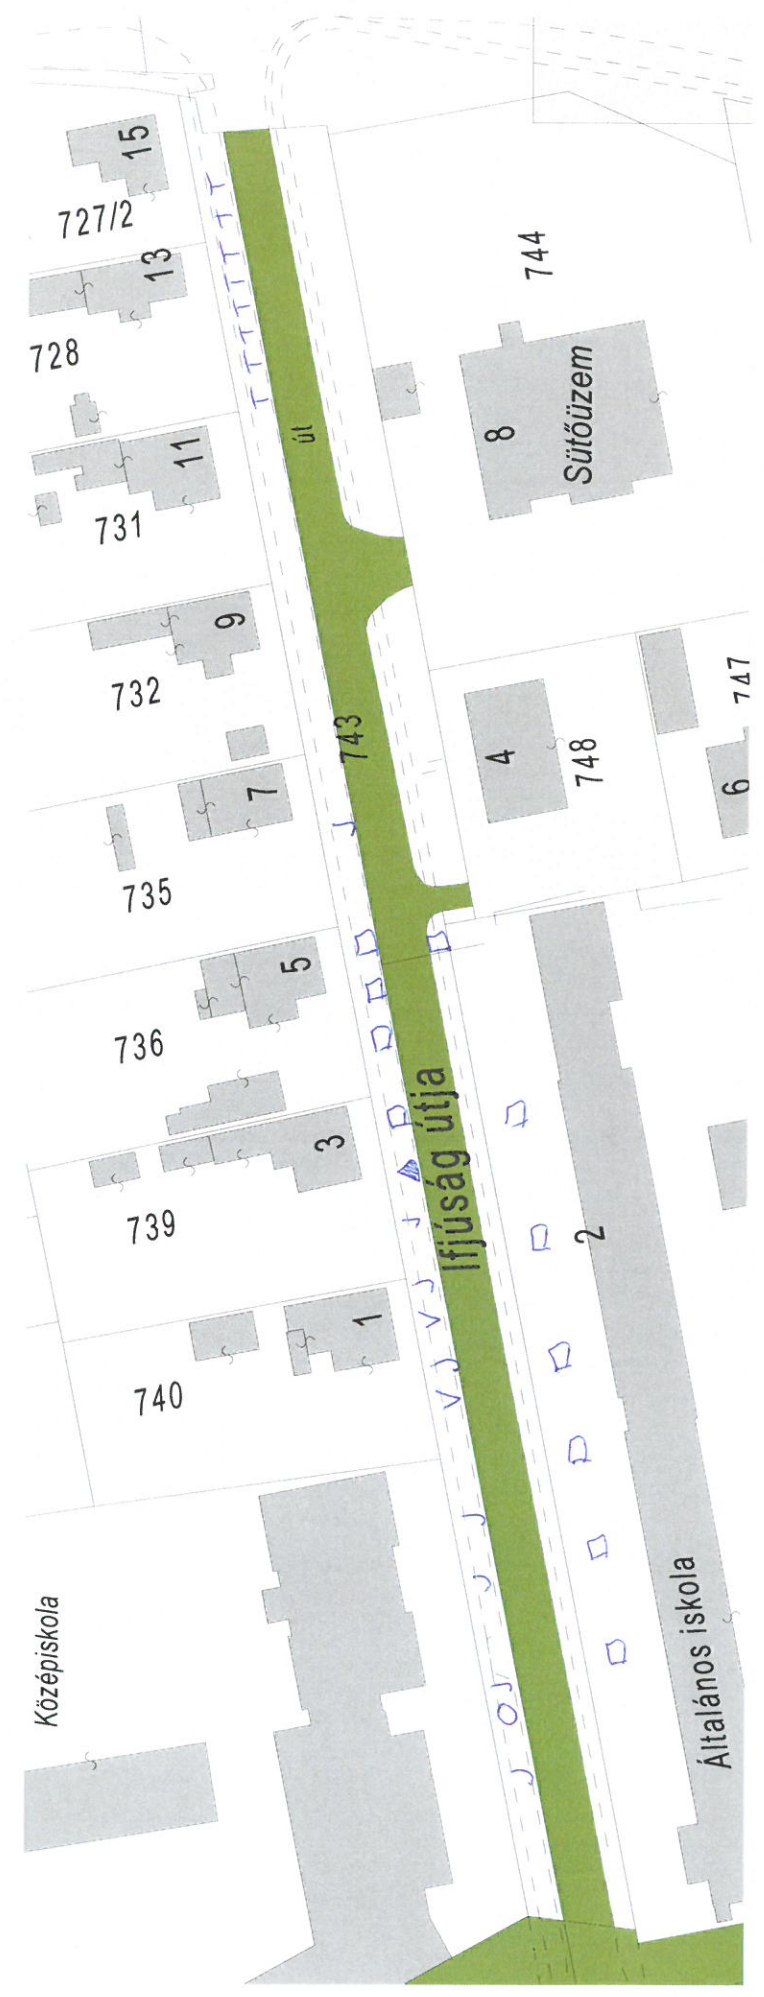 15
727/2
T
T
13
T
T
T
T
T
T
728
744
8
Sütőüzem
11
731
út
9
732
743
4
748
747
6
7
J
735
5
736
Ifjúság útja
3
739
2
J
J
V
1
J
V
740
J
J
Középiskola
J
O
J
Általános iskola